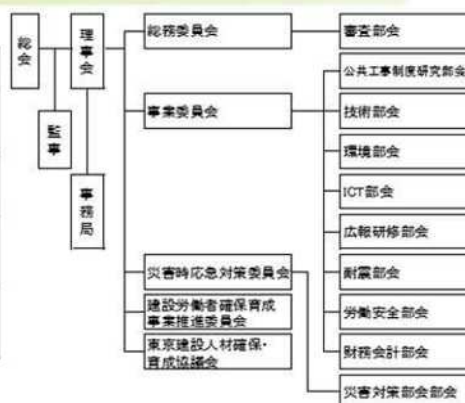 総会
理事会
監事
事務局
総務委員会
事業委員会
災害時応急対策委員会
建設労働者確保育成
事業推進委員会
東京建設人材確保・
育成協議会
審査部会
公共工事制度研究部会
技術部会
環境部会
ICT部会
広報研修部会
耐震部会
労働安全部会
財務会計部会
災害対策部会部会